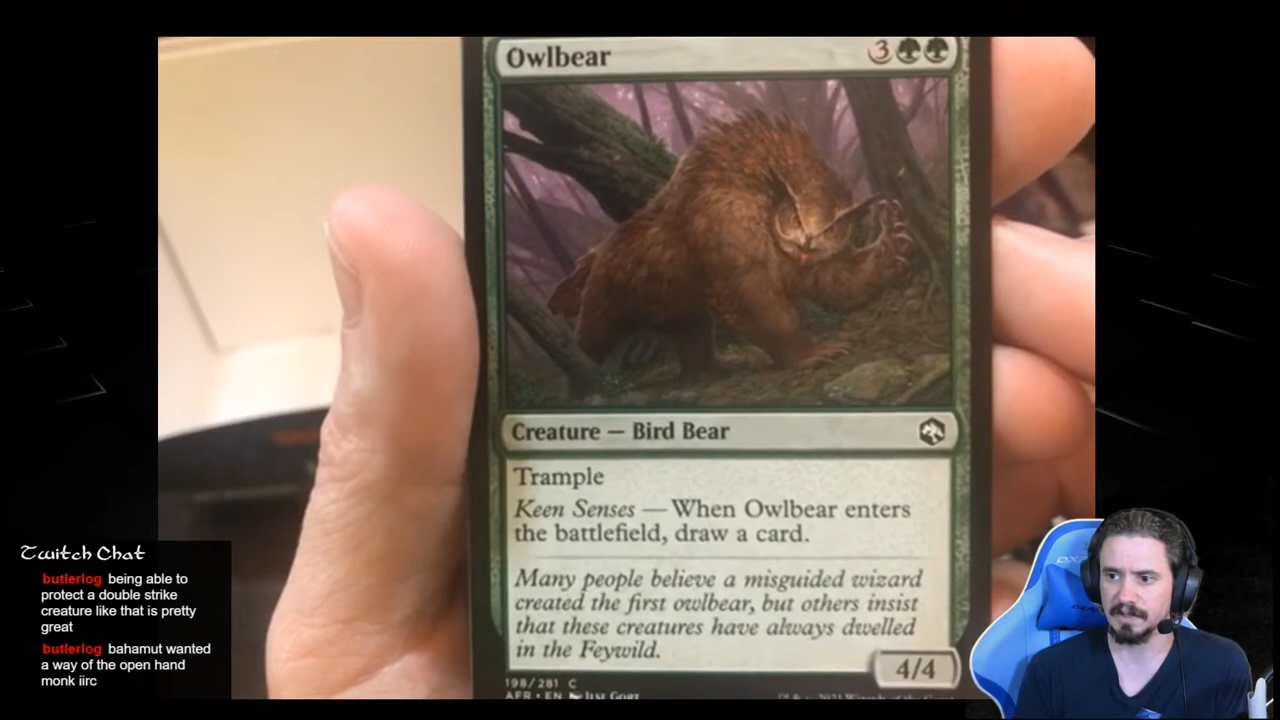 Owlbear
3
Creature — Bird Bear
Trample
Keen Senses — When Owlbear enters
the battlefield, draw a card.
Many people believe a misguided wizard
created the first owlbear, but others insist
that these creatures have always dwelled
in the Feywild.
4/4
198/281 C
AFR • EN ILSE GORT
Twitch Chat
butlerlog being able to
protect a double strike
creature like that is pretty
great
butlerlog bahamut wanted
a way of the open hand
monk iirc